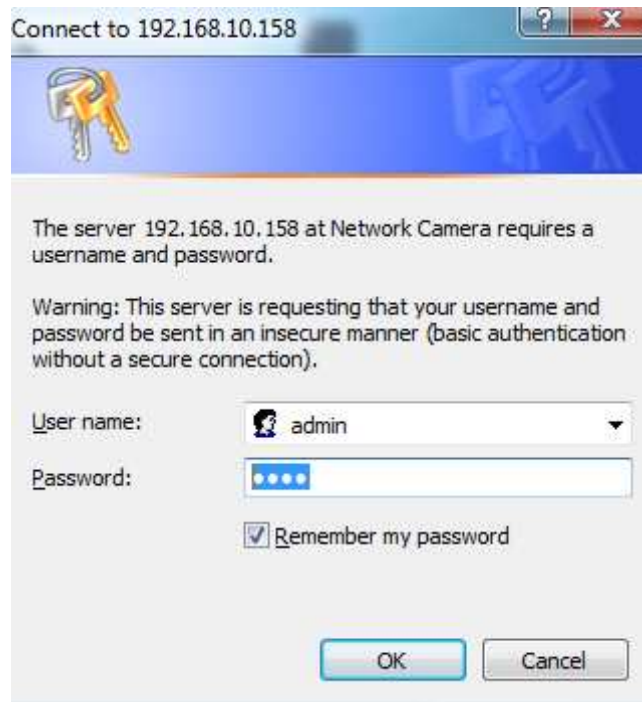 Connect to 192.168.10.158
?
The server 192.168.10.158 at Network Camera requires a
username and password.
Warning: This server is requesting that your username and
password be sent in an insecure manner (basic authentication
without a secure connection).
User name: admin
Password: ••••
Remember my password
OK Cancel